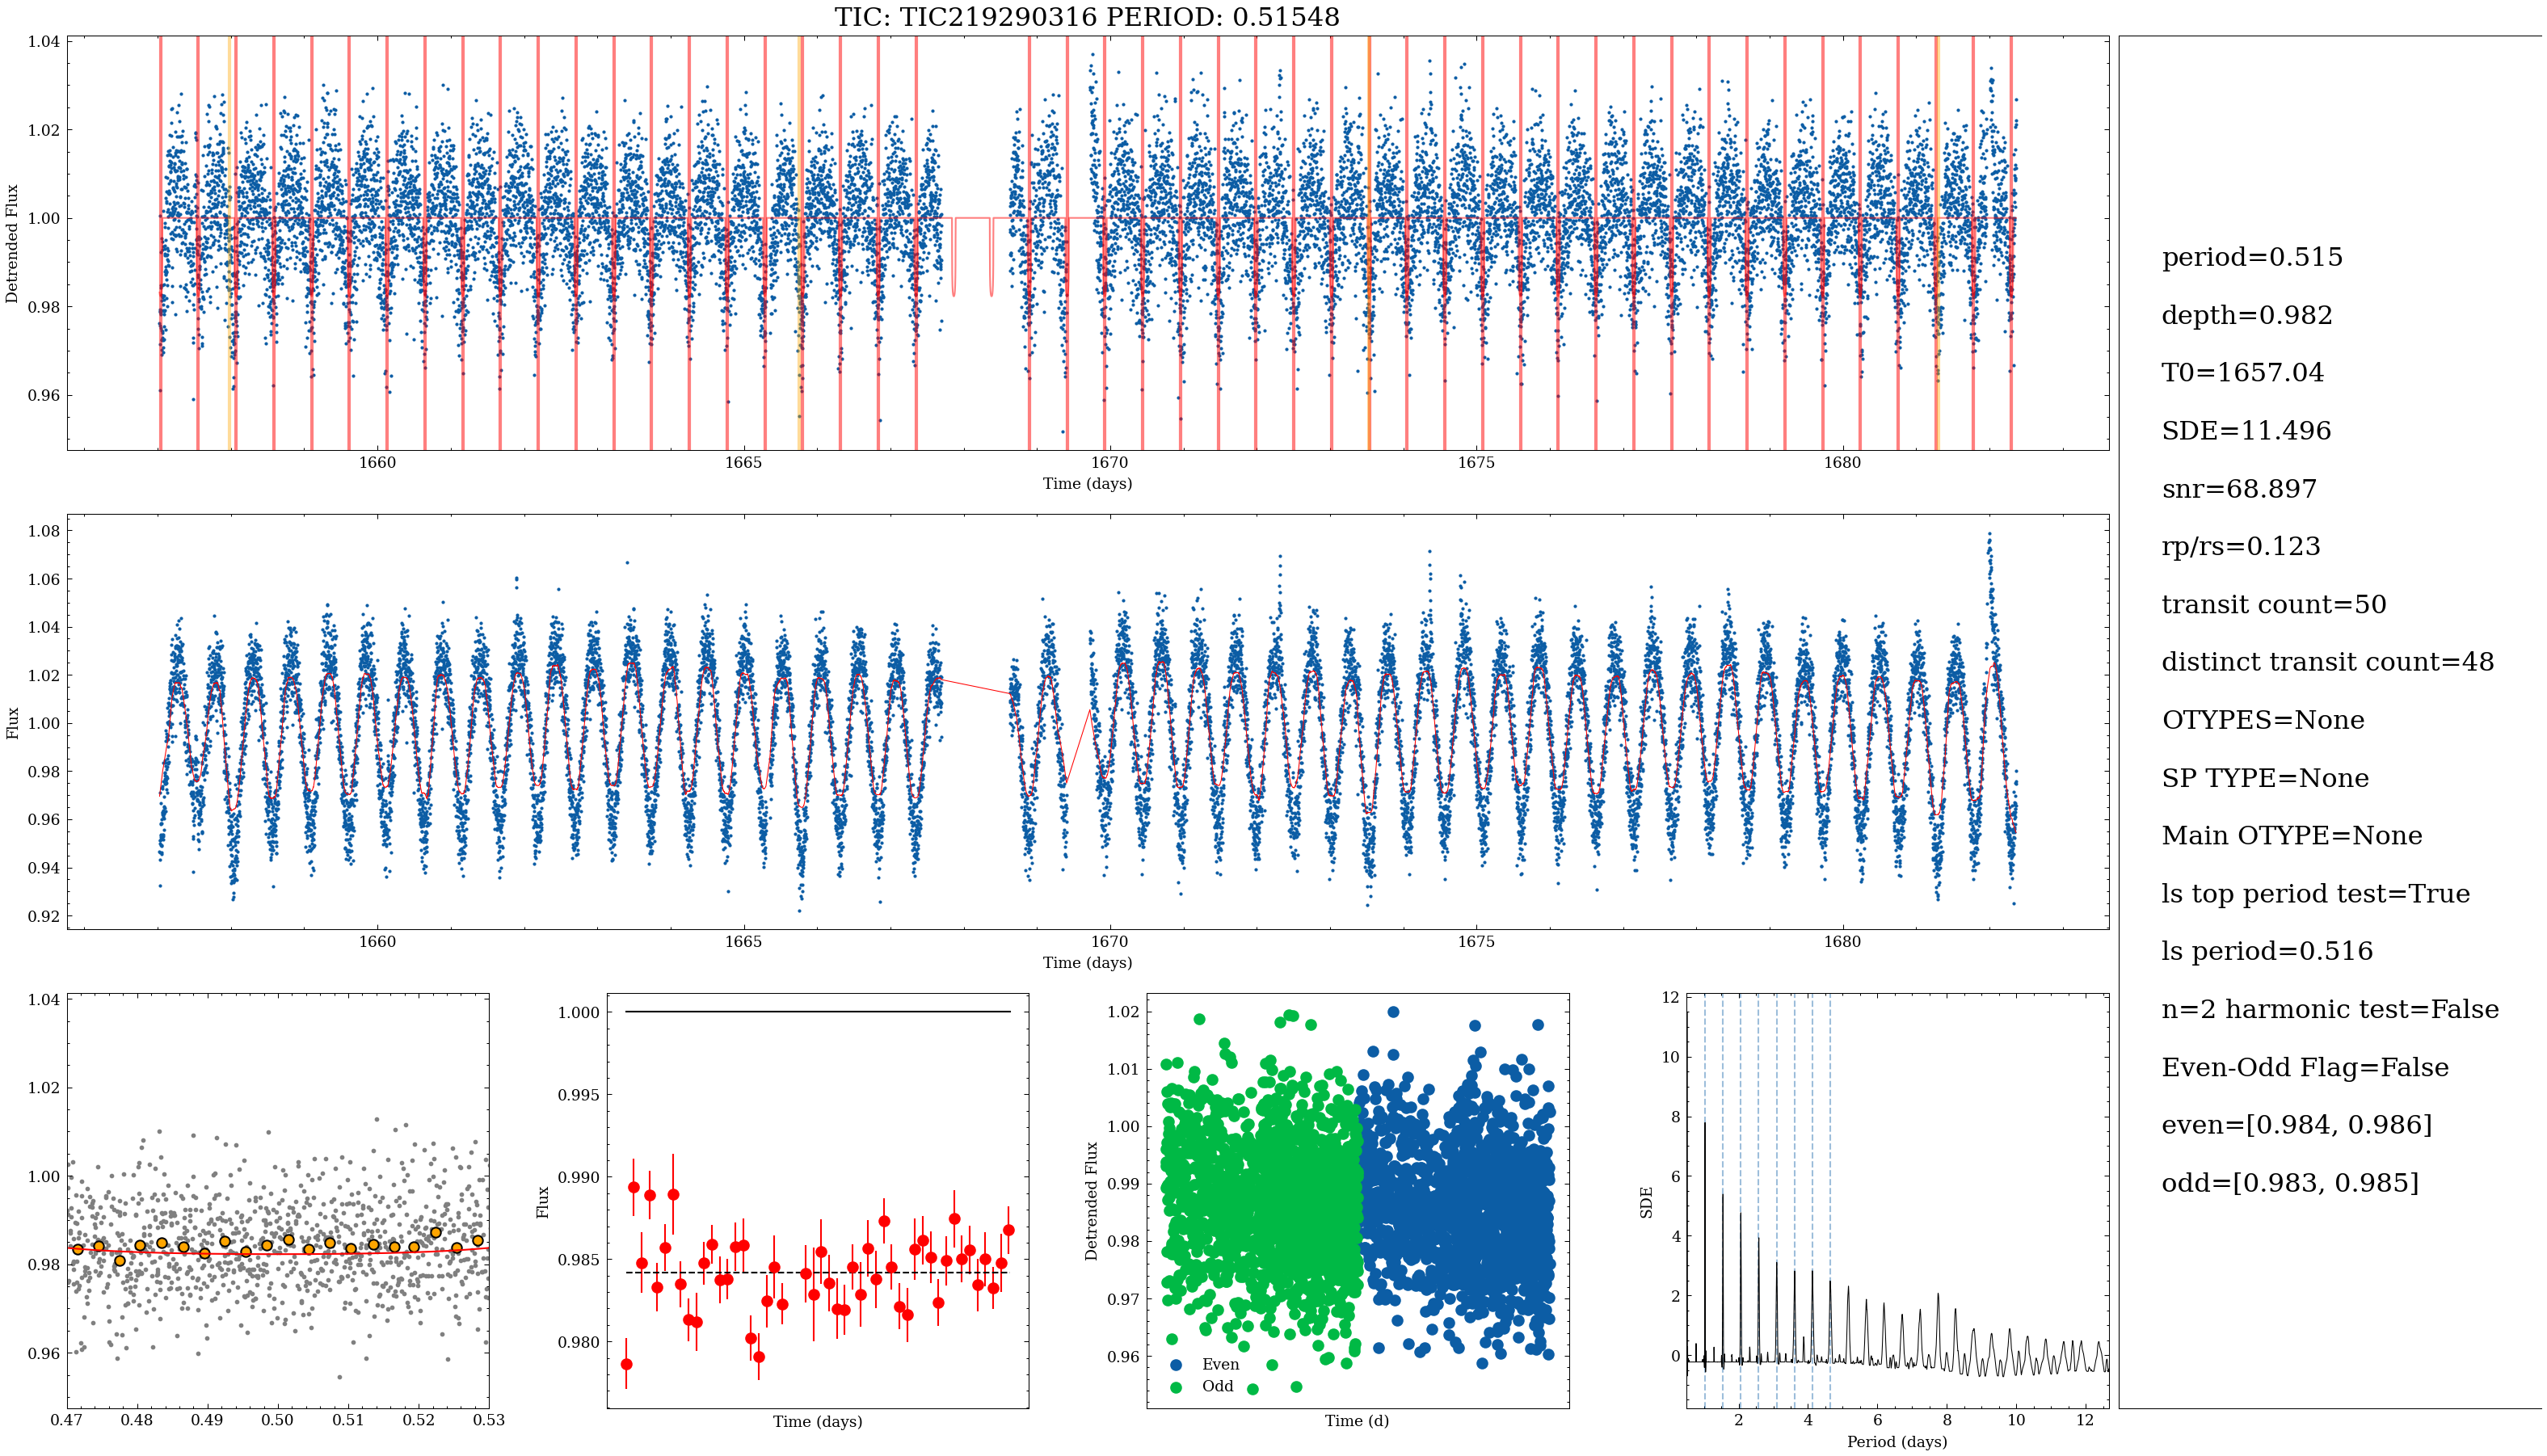 TIC: TIC219290316 PERIOD: 0.51548
1.04
1.02
1.00
0.98
0.96
Detrended Flux
1660
1665
1670
1675
1680
Time (days)
1.08
1.06
1.04
1.02
1.00
0.98
0.96
0.94
0.92
Flux
1660
1665
1670
1675
1680
Time (days)
1.04
1.02
1.00
0.98
0.96
0.47
0.48
0.49
0.50
0.51
0.52
0.53
1.000
0.995
0.990
0.985
0.980
Flux
Time (days)
1.02
1.01
1.00
0.99
0.98
0.97
0.96
Detrended Flux
Even
Odd
Time (d)
12
10
8
6
4
2
0
SDE
2
4
6
8
10
12
Period (days)
period=0.515
depth=0.982
T0=1657.04
SDE=11.496
snr=68.897
rp/rs=0.123
transit count=50
distinct transit count=48
OTYPES=None
SP TYPE=None
Main OTYPE=None
ls top period test=True
ls period=0.516
n=2 harmonic test=False
Even-Odd Flag=False
even=[0.984, 0.986]
odd=[0.983, 0.985]